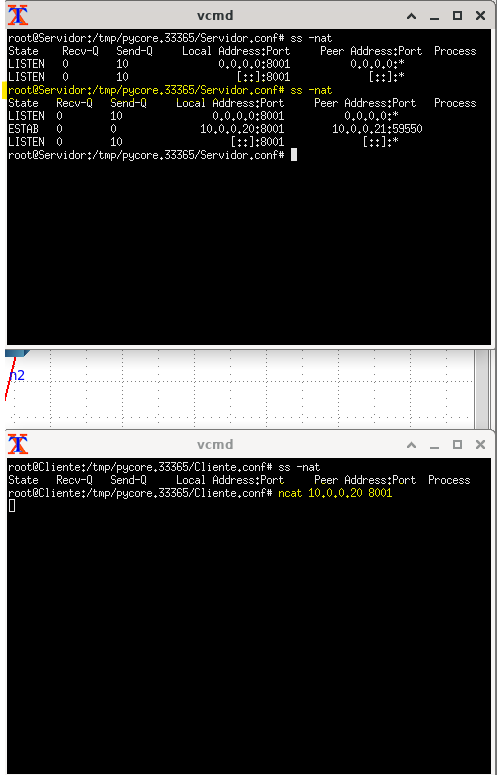 vcmd
root@Servidor:/tmp/pycore.33365/Servidor.conf# ss -nat
State Recv-Q Send-Q Local Address:Port Peer Address:Port Process
LISTEN 0 10 0.0.0.0:8001 0.0.0.0:*
LISTEN 0 10 [::]:8001 [::]:*
root@Servidor:/tmp/pycore.33365/Servidor.conf# ss -nat
State Recv-Q Send-Q Local Address:Port Peer Address:Port Process
LISTEN 0 10 0.0.0.0:8001 0.0.0.0:*
ESTAB 0 0 10.0.0.20:8001 10.0.0.21:59550
LISTEN 0 10 [::]:8001 [::]:*
root@Servidor:/tmp/pycore.33365/Servidor.conf#
n2
vcmd
root@Cliente:/tmp/pycore.33365/Cliente.conf# ss -nat
State Recv-Q Send-Q Local Address:Port Peer Address:Port Process
root@Cliente:/tmp/pycore.33365/Cliente.conf# ncat 10.0.0.20 8001